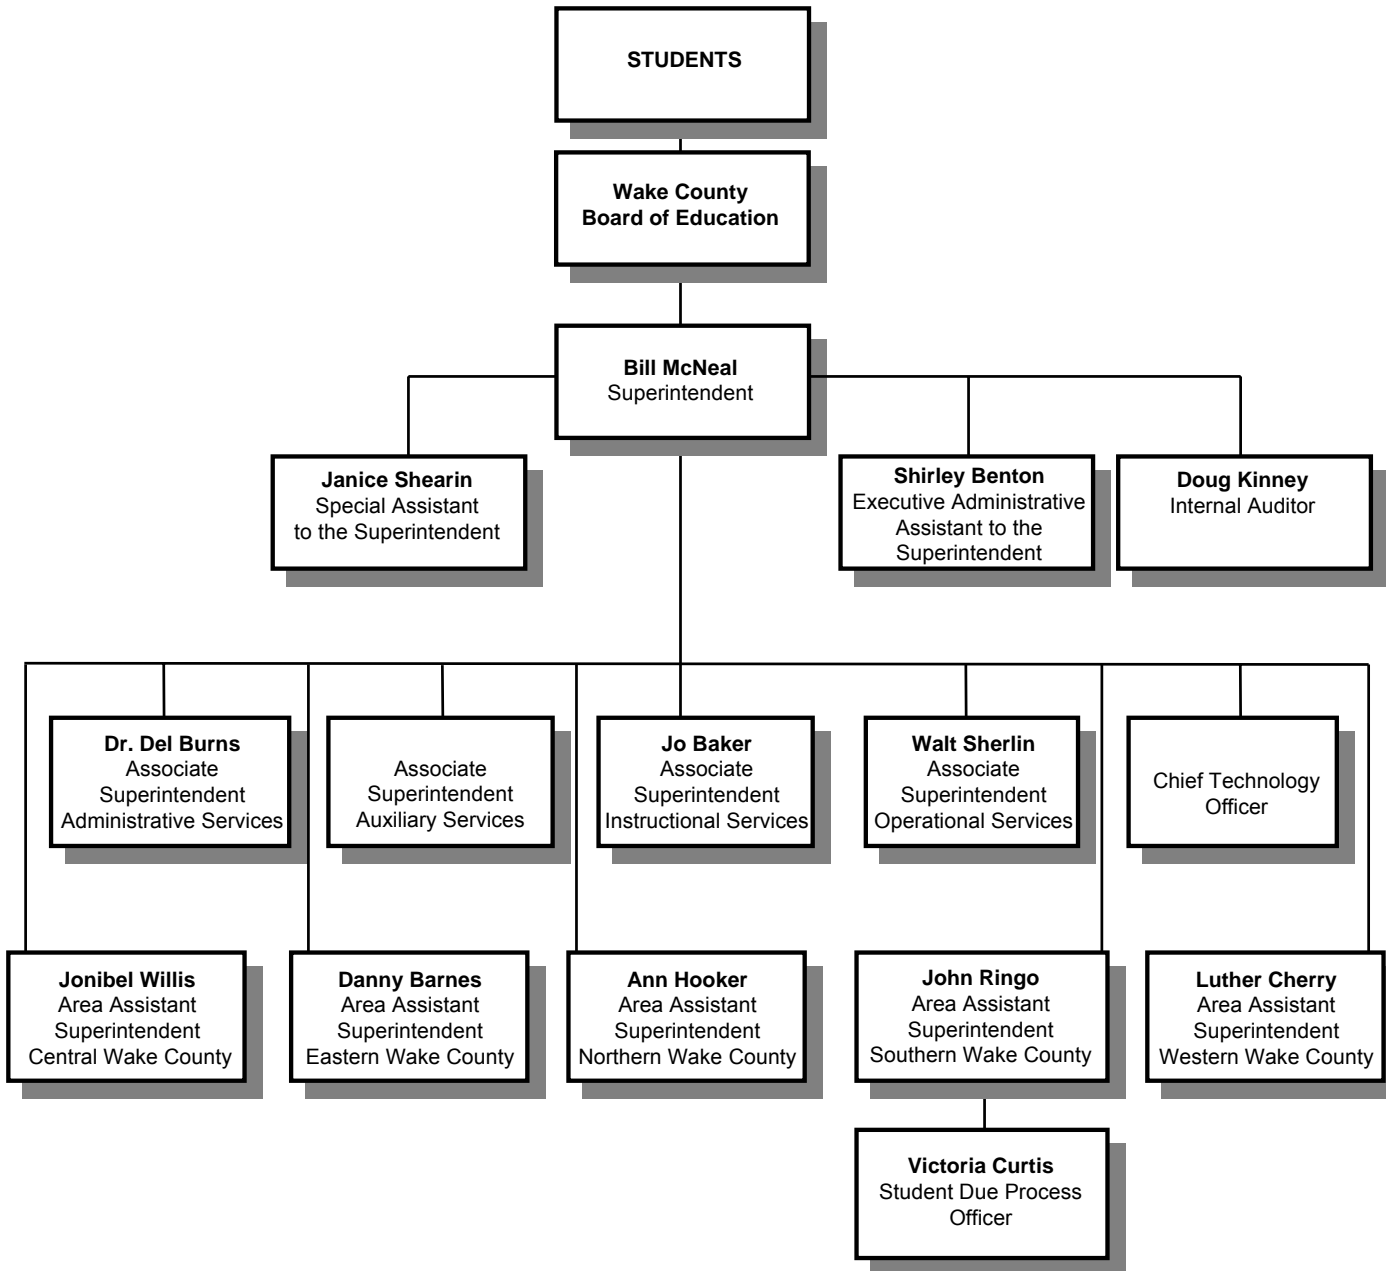 STUDENTS
Wake County
Board of Education
Bill McNeal
Superintendent
Janice Shearin
Special Assistant
to the Superintendent
Shirley Benton
Executive Administrative
Assistant to the
Superintendent
Doug Kinney
Internal Auditor
Dr. Del Burns
Associate
Superintendent
Administrative Services
Associate
Superintendent
Auxiliary Services
Jo Baker
Associate
Superintendent
Instructional Services
Walt Sherlin
Associate
Superintendent
Operational Services
Chief Technology
Officer
Jonibel Willis
Area Assistant
Superintendent
Central Wake County
Danny Barnes
Area Assistant
Superintendent
Eastern Wake County
Ann Hooker
Area Assistant
Superintendent
Northern Wake County
John Ringo
Area Assistant
Superintendent
Southern Wake County
Luther Cherry
Area Assistant
Superintendent
Western Wake County
Victoria Curtis
Student Due Process
Officer